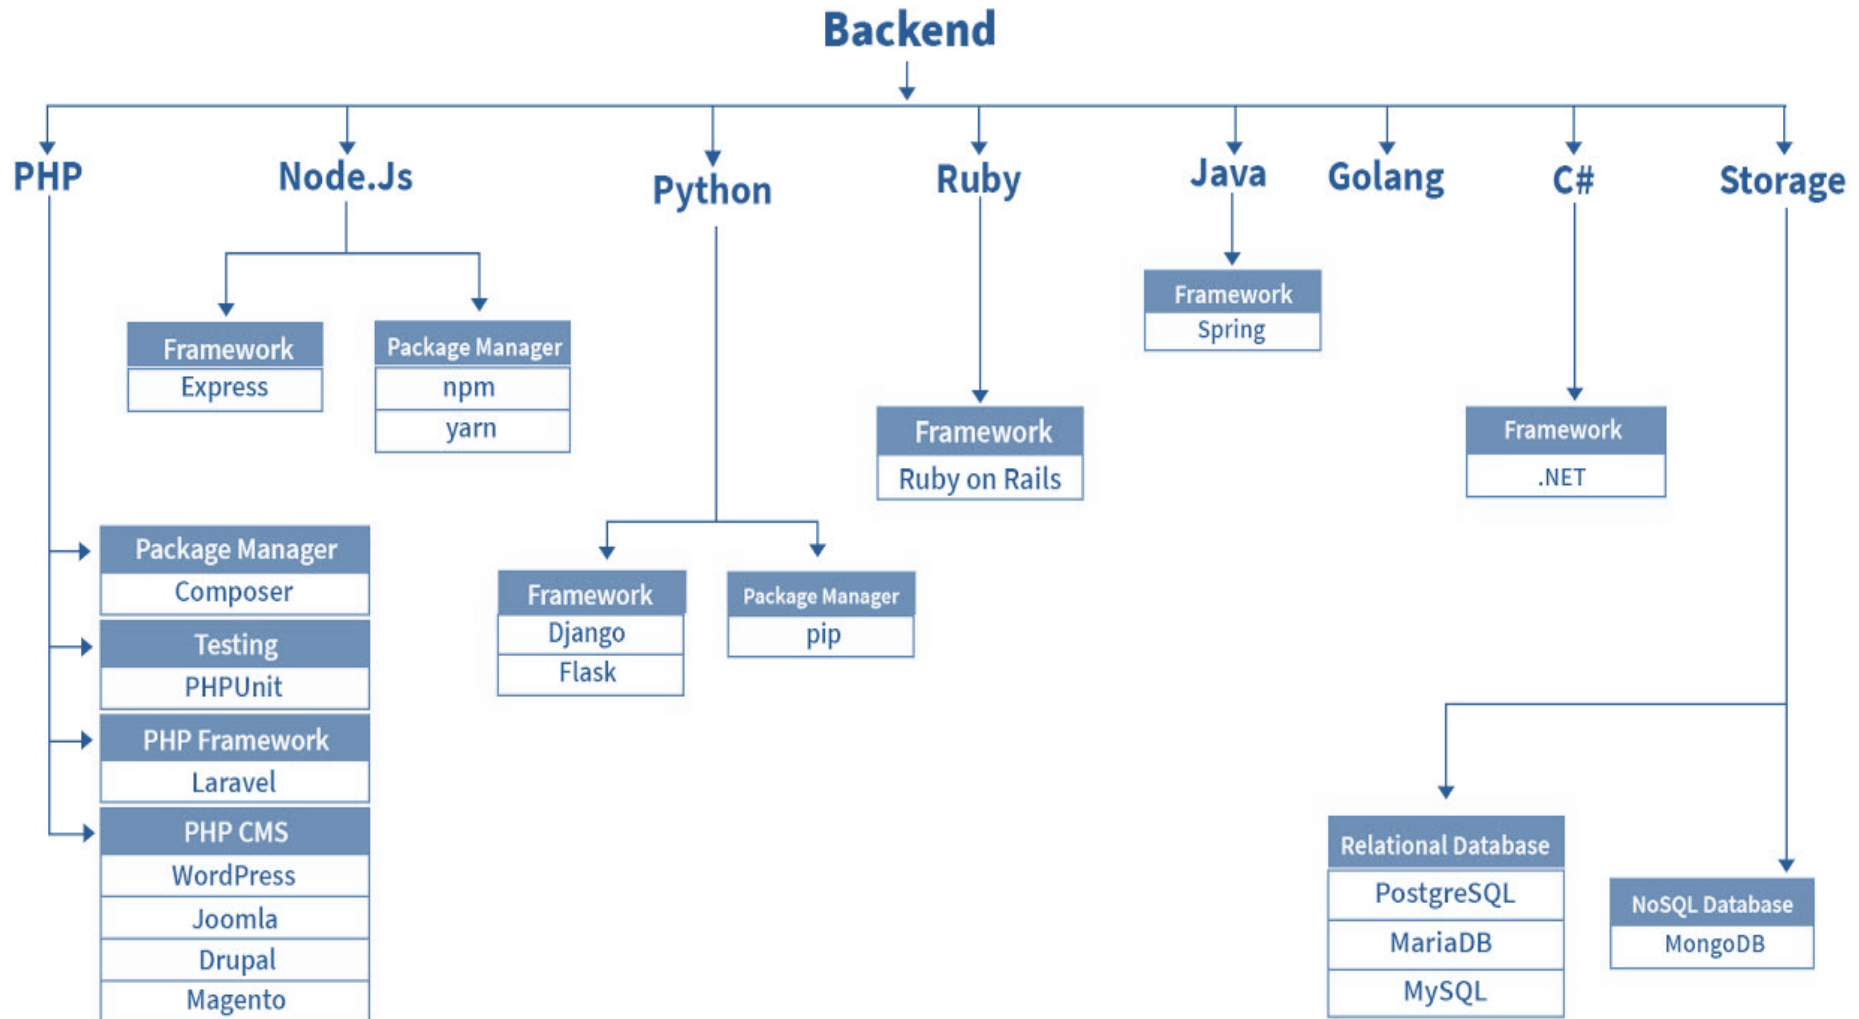 Backend
PHP
Node.Js
Python
Ruby
Java
Golang
C#
Storage
Framework
Express
Package Manager
npm
yarn
Framework
Spring
Framework
Ruby on Rails
Framework
.NET
Package Manager
Composer
Testing
PHPUnit
PHP Framework
Laravel
PHP CMS
WordPress
Joomla
Drupal
Magento
Framework
Django
Flask
Package Manager
pip
Relational Database
PostgreSQL
MariaDB
MySQL
NoSQL Database
MongoDB